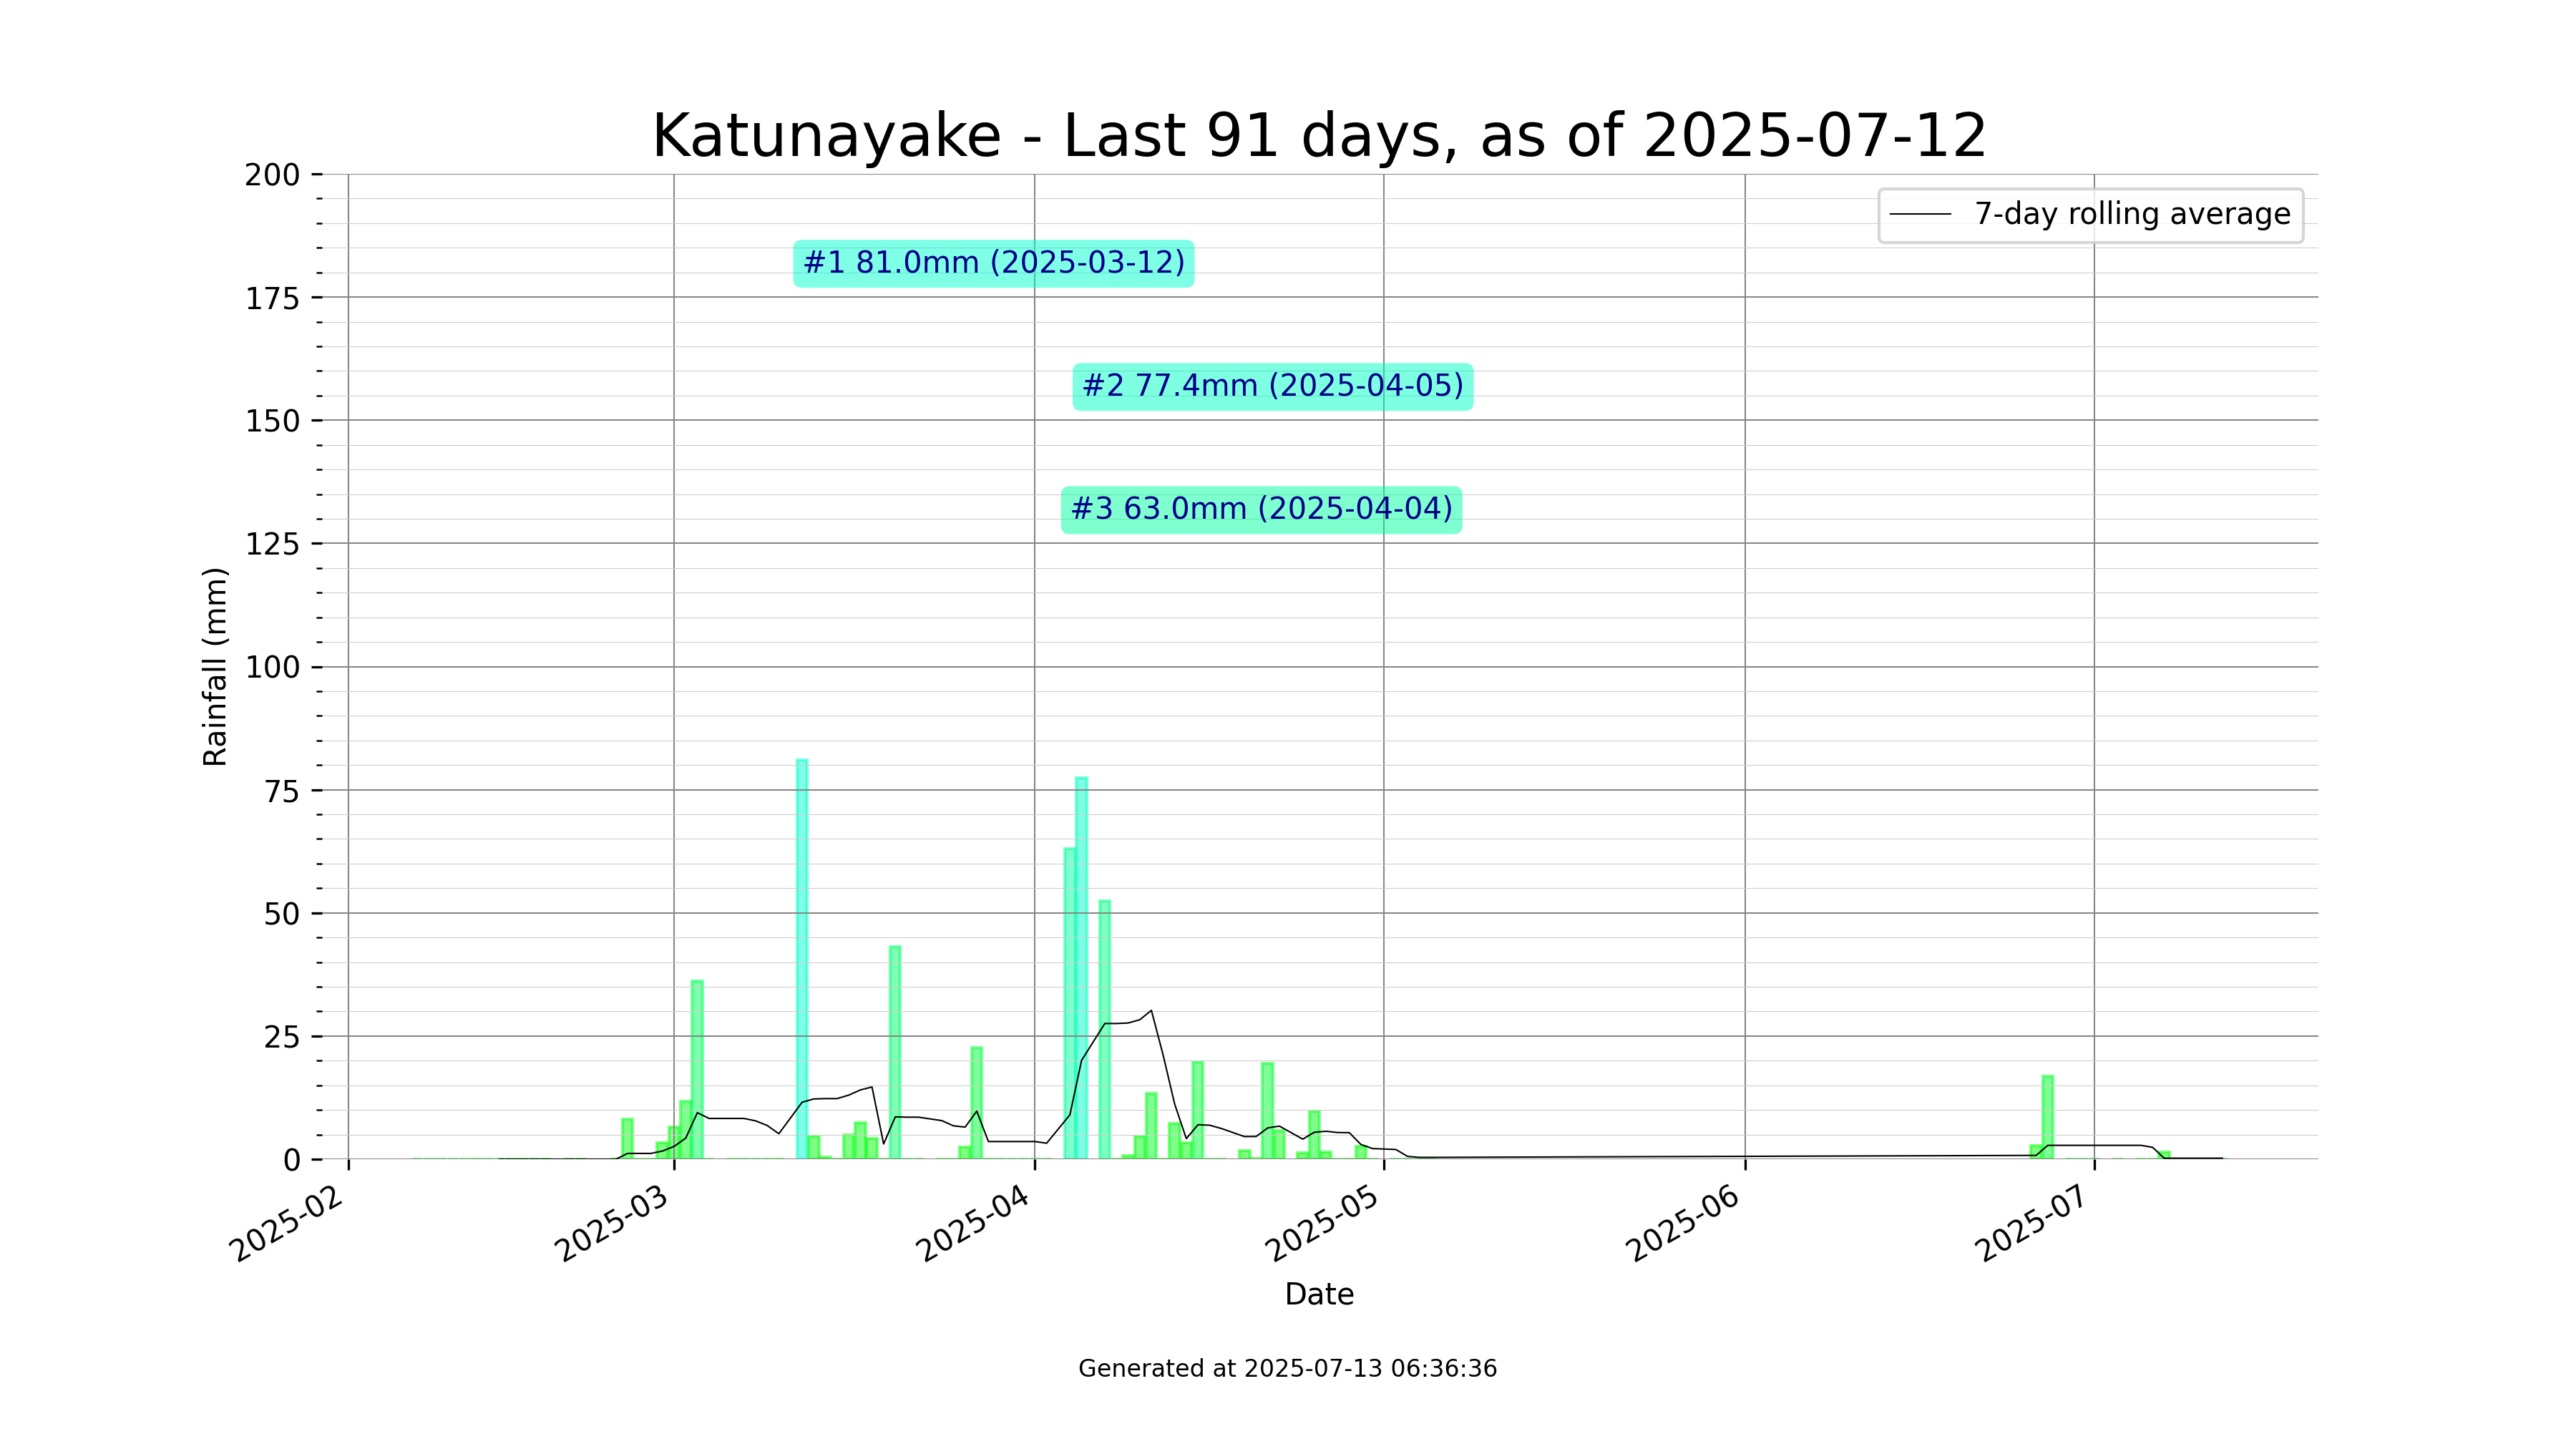 Katunayake - Last 91 days, as of 2025-07-12
200
175
150
125
100
75
50
25
0
Rainfall (mm)
7-day rolling average
#1 81.0mm (2025-03-12)
#2 77.4mm (2025-04-05)
#3 63.0mm (2025-04-04)
2025-02
2025-03
2025-04
2025-05
2025-06
2025-07
Date
Generated at 2025-07-13 06:36:36